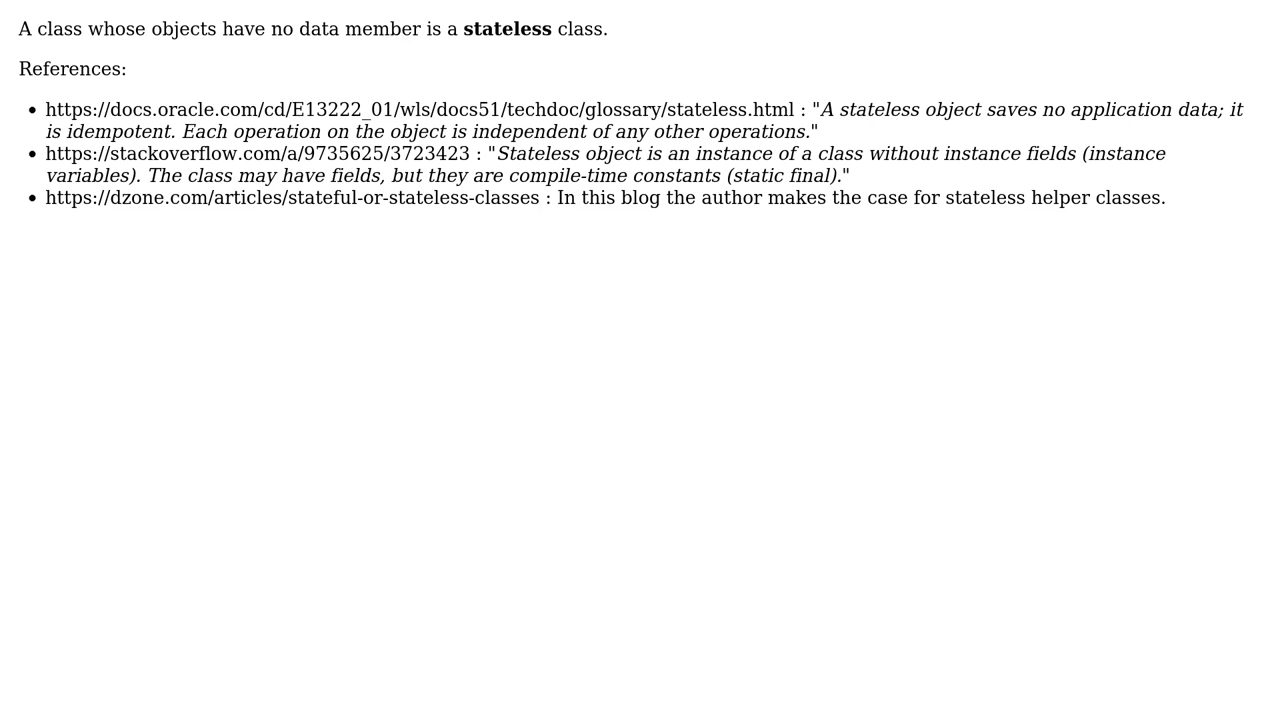 A class whose objects have no data member is a stateless class.
References:
• https://docs.oracle.com/cd/E13222_01/wls/docs51/techdoc/glossary/stateless.html : "A stateless object saves no application data; it
is idempotent. Each operation on the object is independent of any other operations."
• https://stackoverflow.com/a/9735625/3723423 : "Stateless object is an instance of a class without instance fields (instance
variables). The class may have fields, but they are compile-time constants (static final)."
• https://dzone.com/articles/stateful-or-stateless-classes : In this blog the author makes the case for stateless helper classes.